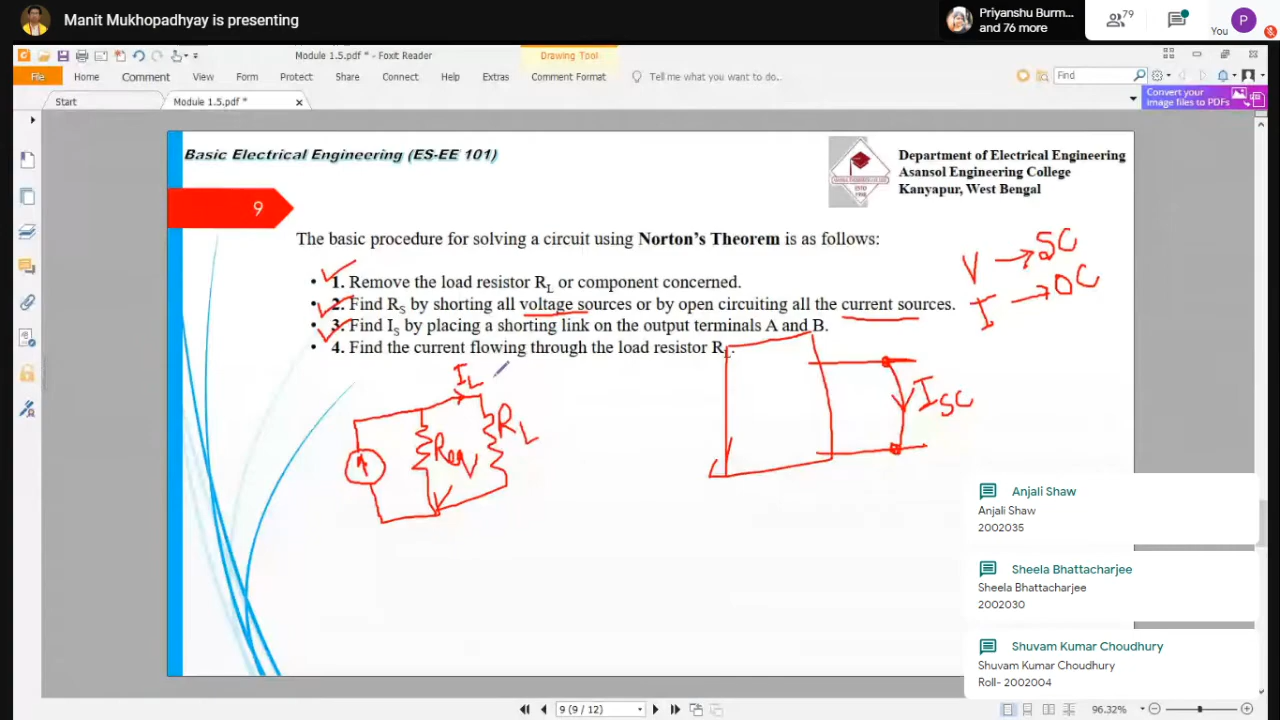 Manit Mukhopadhyay is presenting
Priyanshu Burm...
and 76 more
79
You
P
Module 1.5.pdf * - Foxit Reader
Drawing Tool
File
Home
Comment
View
Form
Protect
Share
Connect
Help
Extras
Comment Format
Tell me what you want to do..
Find
Start
Module 1.5.pdf *
Convert your
image files to PDFs
Basic Electrical Engineering (ES-EE 101)
Department of Electrical Engineering
Asansol Engineering College
Kanyapur, West Bengal
9
The basic procedure for solving a circuit using Norton's Theorem is as follows:
• 1. Remove the load resistor RL or component concerned.
• 2. Find RS by shorting all voltage sources or by open circuiting all the current sources.
• 3. Find IS by placing a shorting link on the output terminals A and B.
• 4. Find the current flowing through the load resistor RL.
V → SC
I → OC
IL
Req
RL
ISC
Anjali Shaw
Anjali Shaw
2002035
Sheela Bhattacharjee
Sheela Bhattacharjee
2002030
Shuvam Kumar Choudhury
Shuvam Kumar Choudhury
Roll- 2002004
9 (9 / 12)
96.32%